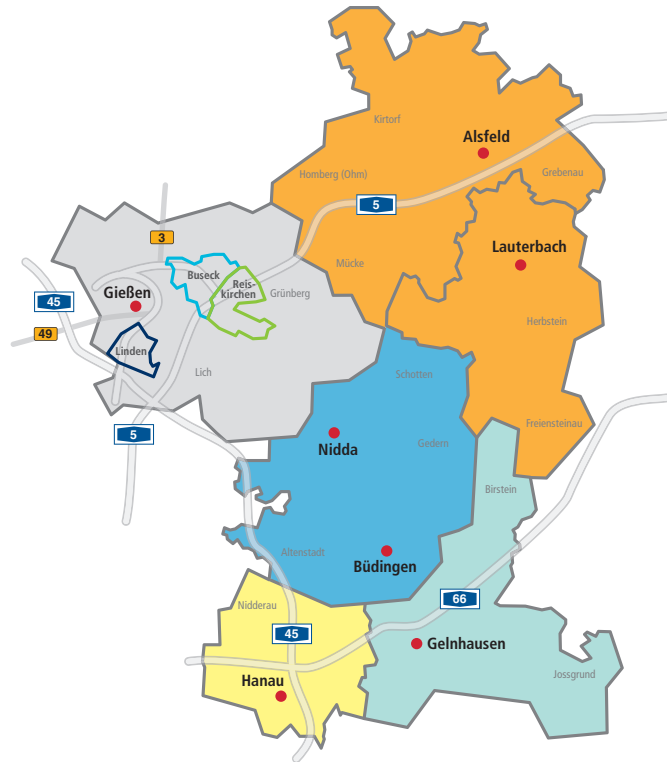 Kirtorf
Alsfeld
Homberg (Ohm)
Grebenau
5
3
Lauterbach
Mücke
Buseck
Reis-
kirchen
Grünberg
45
Gießen
Herbstein
49
Linden
Lich
Schotten
Freiensteinau
5
Nidda
Gedern
Birstein
Altenstadt
Büdingen
66
Nidderau
45
Gelnhausen
Jossgrund
Hanau